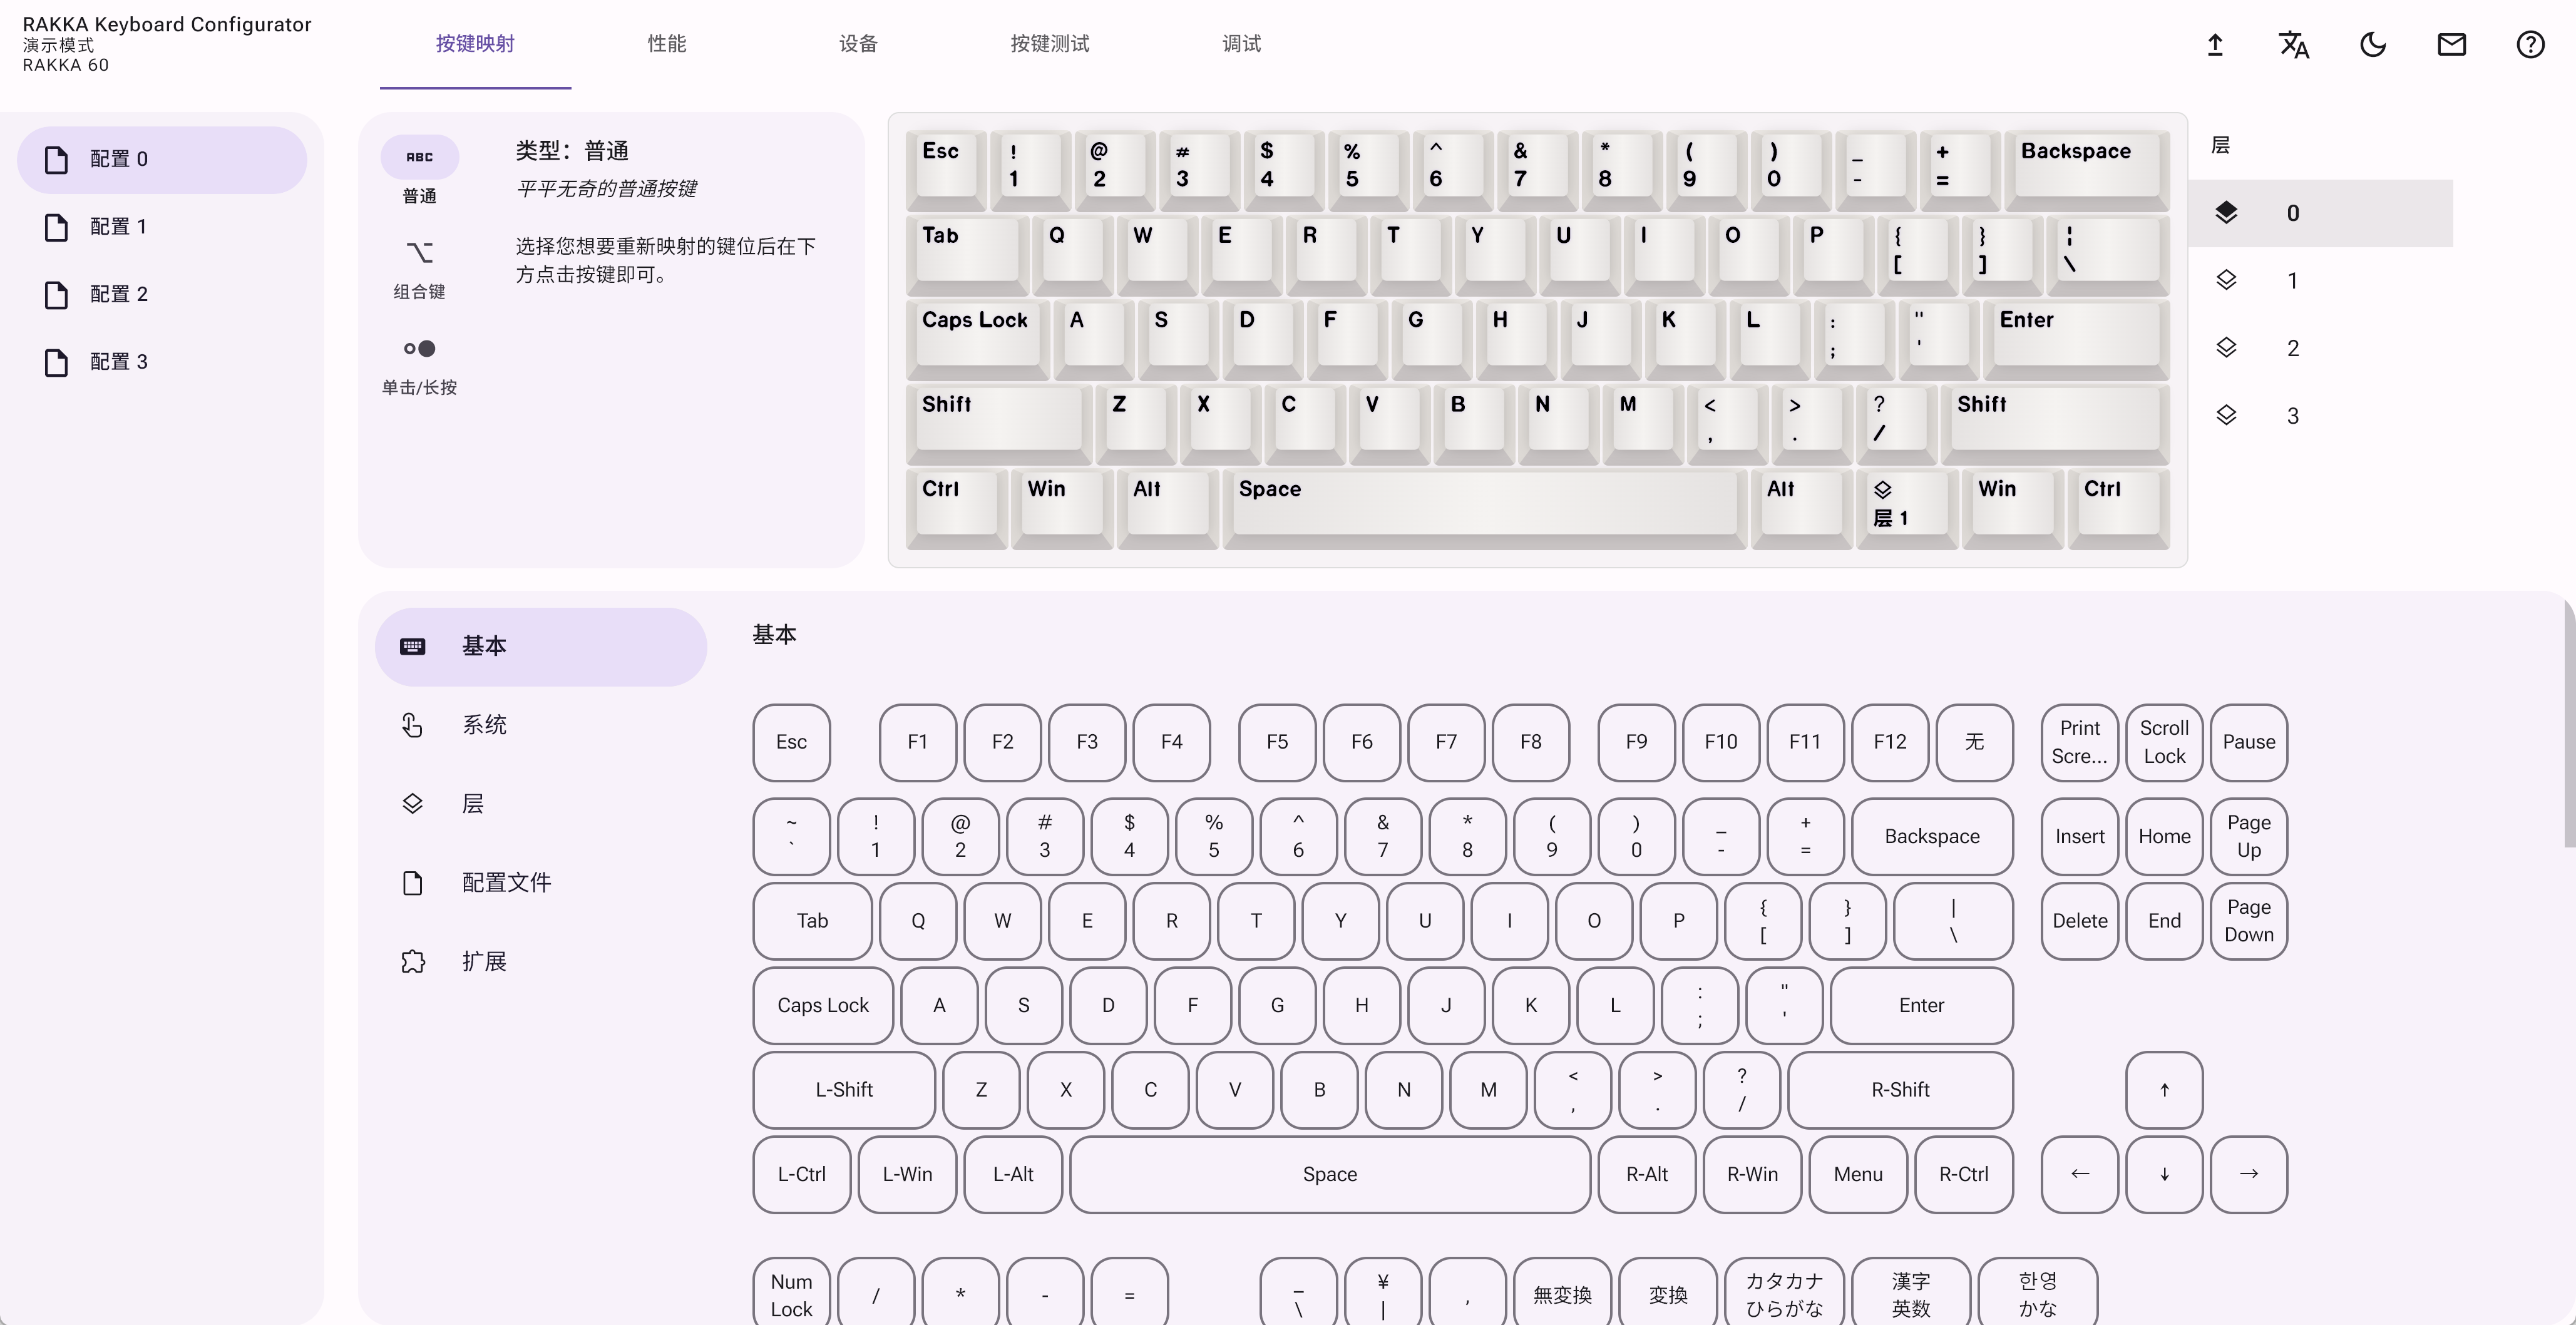 RAKKA Keyboard Configurator
演示模式
RAKKA 60
按键映射 性能 设备 按键测试 调试
配置 0
配置 1
配置 2
配置 3
ABC
普通
组合键
单击/长按
类型：普通
平平无奇的普通按键
选择您想要重新映射的键位后在下
方点击按键即可。
Esc ! @ # $ % ^ & * ( ) _ + Backspace
1 2 3 4 5 6 7 8 9 0 - =
Tab Q W E R T Y U I O P { } ¦
[ ] \
Caps Lock A S D F G H J K L : " Enter
; '
Shift Z X C V B N M < > ? Shift
, . /
Ctrl Win Alt Space Alt 层 1 Win Ctrl
层
0
1
2
3
基本
系统
层
配置文件
扩展
基本
Esc F1 F2 F3 F4 F5 F6 F7 F8 F9 F10 F11 F12 无 Print Scre... Scroll Lock Pause
~ ! @ # $ % ^ & * ( ) _ + Backspace Insert Home Page Up
` 1 2 3 4 5 6 7 8 9 0 - =
Tab Q W E R T Y U I O P { } | Delete End Page Down
[ ] \
Caps Lock A S D F G H J K L : " Enter
; '
L-Shift Z X C V B N M < > ? R-Shift ↑
, . /
L-Ctrl L-Win L-Alt Space R-Alt R-Win Menu R-Ctrl ← ↓ →
Num Lock / * - = _ ¥ , 無変換 変換 カタカナ 漢字 한영
\ | ひらがな 英数 かな